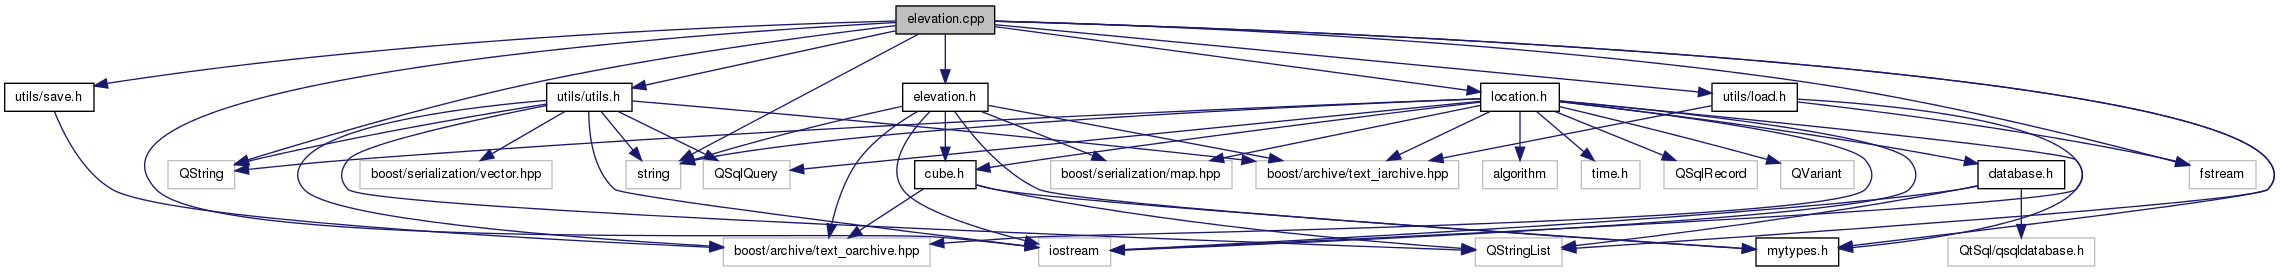 elevation.cpp
utils/save.h
utils/utils.h
elevation.h
location.h
utils/load.h
QString
boost/serialization/vector.hpp
string
QSqlQuery
cube.h
boost/serialization/map.hpp
boost/archive/text_iarchive.hpp
algorithm
time.h
QSqlRecord
QVariant
database.h
fstream
boost/archive/text_oarchive.hpp
iostream
QStringList
mytypes.h
QtSql/qsqldatabase.h